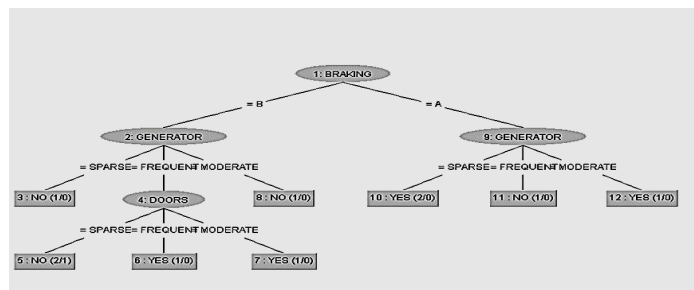 1: BRAKING
= B = A
2: GENERATOR 9: GENERATOR
= SPARSE = FREQUENT = MODERATE = SPARSE = FREQUENT = MODERATE
3 : NO (1/0) 4: DOORS 8 : NO (1/0) 10 : YES (2/0) 11 : NO (1/0) 12 : YES (1/0)
= SPARSE = FREQUENT = MODERATE
5 : NO (2/1) 6 : YES (1/0) 7 : YES (1/0)